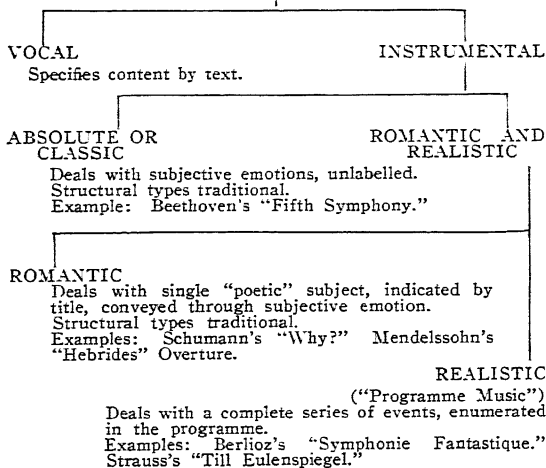 VOCAL INSTRUMENTAL
Specifies content by text.
ABSOLUTE OR ROMANTIC AND
CLASSIC REALISTIC
Deals with subjective emotions, unlabelled.
Structural types traditional.
Example: Beethoven's "Fifth Symphony."
ROMANTIC
Deals with single "poetic" subject, indicated by
title, conveyed through subjective emotion.
Structural types traditional.
Examples: Schumann's "Why?" Mendelssohn's
"Hebrides" Overture.
REALISTIC
("Programme Music")
Deals with a complete series of events, enumerated
in the programme.
Examples: Berlioz's "Symphonie Fantastique."
Strauss's "Till Eulenspiegel."